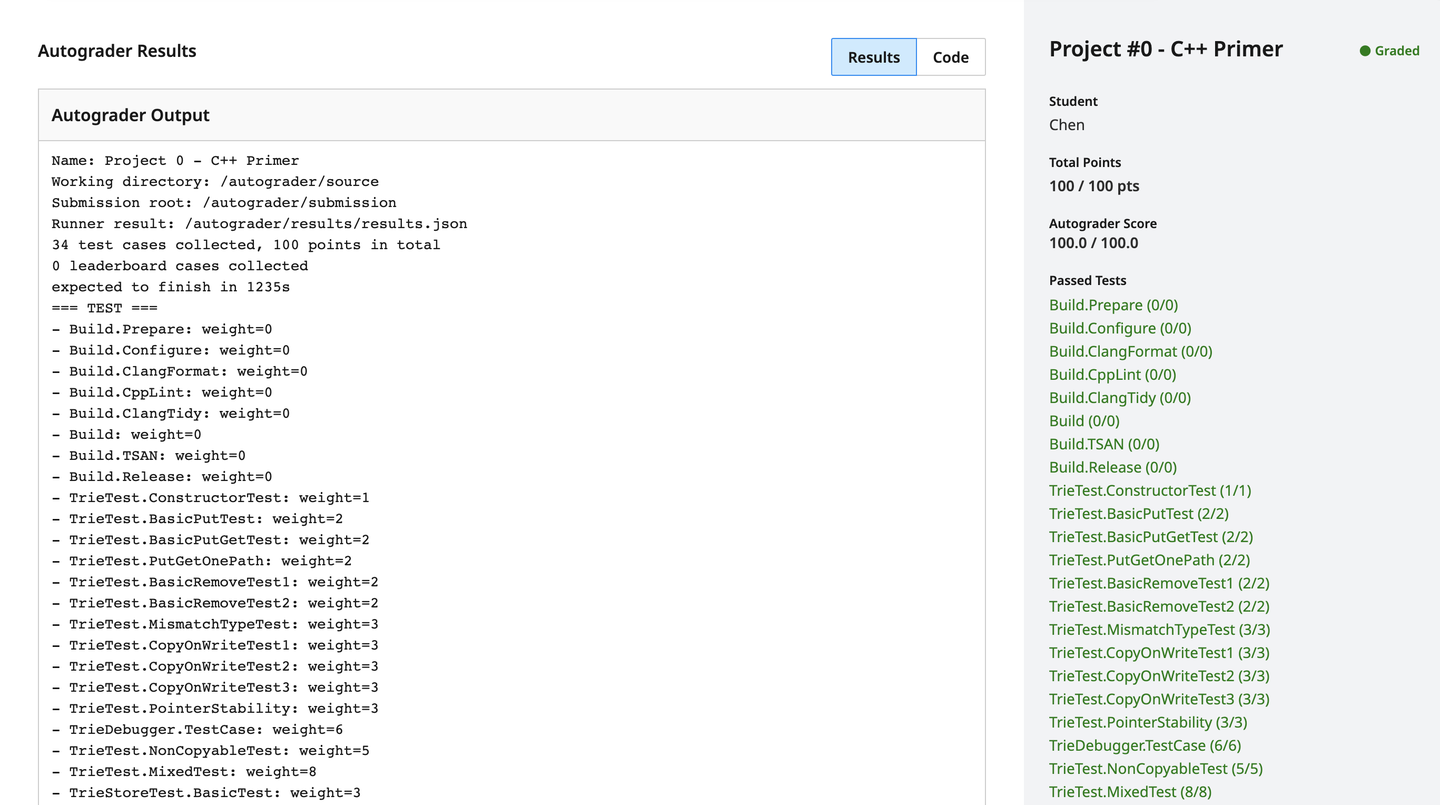 Autograder Results
Results
Code
Autograder Output
Name: Project 0 - C++ Primer
Working directory: /autograder/source
Submission root: /autograder/submission
Runner result: /autograder/results/results.json
34 test cases collected, 100 points in total
0 leaderboard cases collected
expected to finish in 1235s
=== TEST ===
- Build.Prepare: weight=0
- Build.Configure: weight=0
- Build.ClangFormat: weight=0
- Build.CppLint: weight=0
- Build.ClangTidy: weight=0
- Build: weight=0
- Build.TSAN: weight=0
- Build.Release: weight=0
- TrieTest.ConstructorTest: weight=1
- TrieTest.BasicPutTest: weight=2
- TrieTest.BasicPutGetTest: weight=2
- TrieTest.PutGetOnePath: weight=2
- TrieTest.BasicRemoveTest1: weight=2
- TrieTest.BasicRemoveTest2: weight=2
- TrieTest.MismatchTypeTest: weight=3
- TrieTest.CopyOnWriteTest1: weight=3
- TrieTest.CopyOnWriteTest2: weight=3
- TrieTest.CopyOnWriteTest3: weight=3
- TrieTest.PointerStability: weight=3
- TrieDebugger.TestCase: weight=6
- TrieTest.NonCopyableTest: weight=5
- TrieTest.MixedTest: weight=8
- TrieStoreTest.BasicTest: weight=3
Project #0 - C++ Primer
Graded
Student
Chen
Total Points
100 / 100 pts
Autograder Score
100.0 / 100.0
Passed Tests
Build.Prepare (0/0)
Build.Configure (0/0)
Build.ClangFormat (0/0)
Build.CppLint (0/0)
Build.ClangTidy (0/0)
Build (0/0)
Build.TSAN (0/0)
Build.Release (0/0)
TrieTest.ConstructorTest (1/1)
TrieTest.BasicPutTest (2/2)
TrieTest.BasicPutGetTest (2/2)
TrieTest.PutGetOnePath (2/2)
TrieTest.BasicRemoveTest1 (2/2)
TrieTest.BasicRemoveTest2 (2/2)
TrieTest.MismatchTypeTest (3/3)
TrieTest.CopyOnWriteTest1 (3/3)
TrieTest.CopyOnWriteTest2 (3/3)
TrieTest.CopyOnWriteTest3 (3/3)
TrieTest.PointerStability (3/3)
TrieDebugger.TestCase (6/6)
TrieTest.NonCopyableTest (5/5)
TrieTest.MixedTest (8/8)